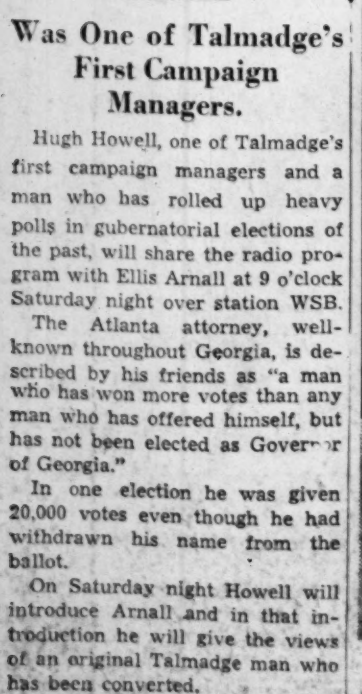 Was One of Talmadge's
First Campaign
Managers.
Hugh Howell, one of Talmadge's
first campaign managers and a
man who has rolled up heavy
polls in gubernatorial elections of
the past, will share the radio pro-
gram with Ellis Arnall at 9 o'clock
Saturday night over station WSB.
The Atlanta attorney, well-
known throughout Georgia, is de-
scribed by his friends as "a man
who has won more votes than any
man who has offered himself, but
has not been elected as Governor
of Georgia."
In one election he was given
20,000 votes even though he had
withdrawn his name from the
ballot.
On Saturday night Howell will
introduce Arnall and in that in-
troduction he will give the views
of an original Talmadge man who
has been converted.